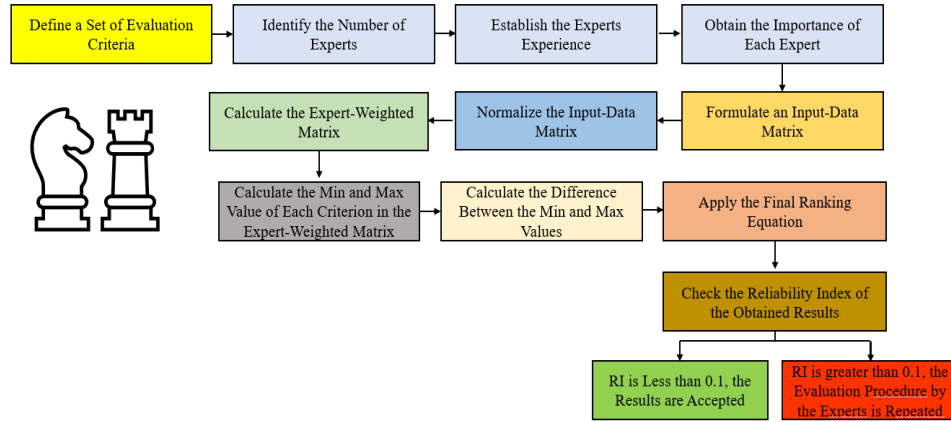 Define a Set of Evaluation
Criteria
Identify the Number of
Experts
Establish the Experts
Experience
Obtain the Importance of
Each Expert
Formulate an Input-Data
Matrix
Normalize the Input-Data
Matrix
Calculate the Expert-Weighted
Matrix
Calculate the Min and Max
Value of Each Criterion in the
Expert-Weighted Matrix
Calculate the Difference
Between the Min and Max
Values
Apply the Final Ranking
Equation
Check the Reliability Index of
the Obtained Results
RI is Less than 0.1, the
Results are Accepted
RI is greater than 0.1, the
Evaluation Procedure by
the Experts is Repeated